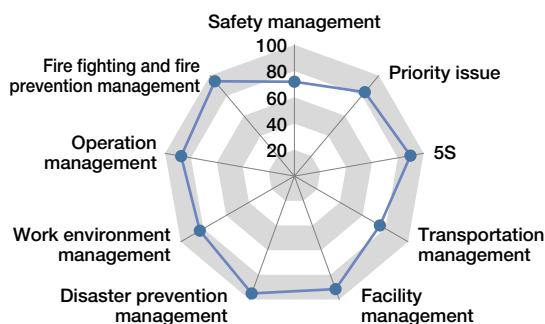 Safety management
100
80
60
40
20
Priority issue
5S
Transportation
management
Facility
management
Disaster prevention
management
Work environment
management
Operation
management
Fire fighting and fire
prevention management